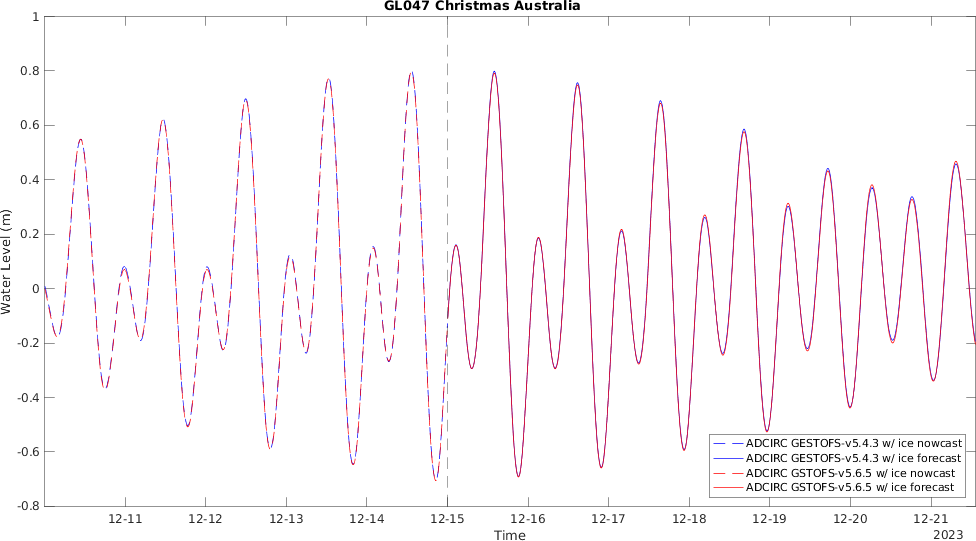 GL047 Christmas Australia
1
0.8
0.6
0.4
0.2
0
-0.2
-0.4
-0.6
-0.8
Water Level (m)
12-11 12-12 12-13 12-14 12-15 12-16 12-17 12-18 12-19 12-20 12-21
2023
Time
ADCIRC GESTOFS-v5.4.3 w/ ice nowcast
ADCIRC GESTOFS-v5.4.3 w/ ice forecast
ADCIRC GSTOFS-v5.6.5 w/ ice nowcast
ADCIRC GSTOFS-v5.6.5 w/ ice forecast